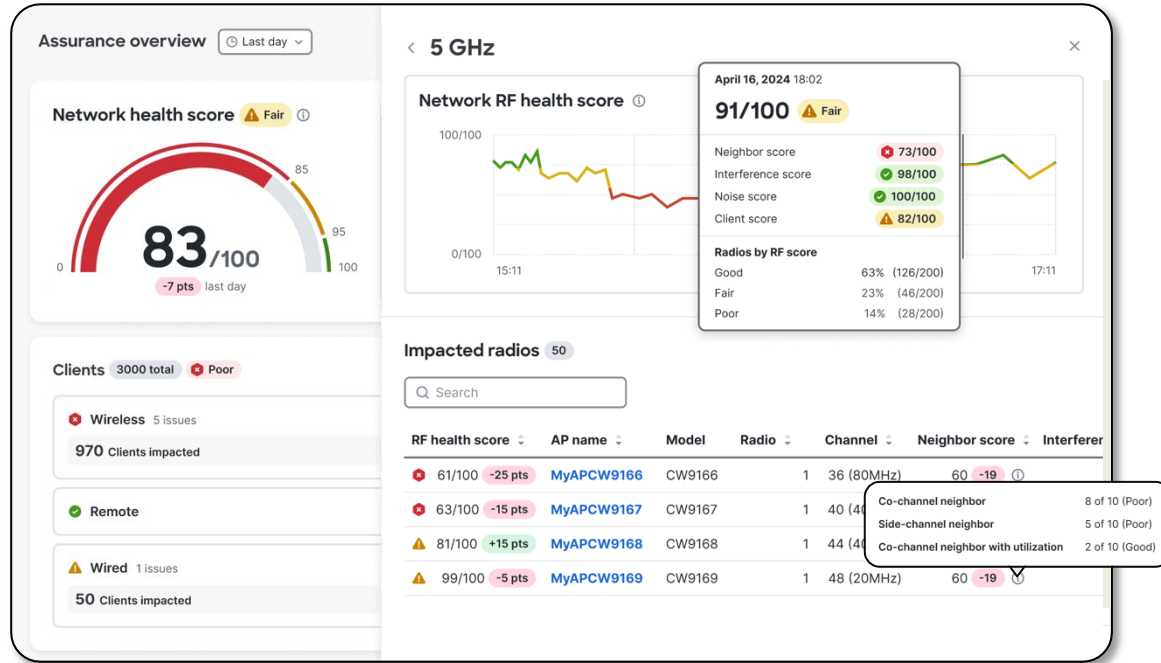 Assurance overview Last day
Network health score Fair
85
95
0
100
83/100
-7 pts last day
Clients 3000 total Poor
Wireless 5 issues
970 Clients impacted
Remote
Wired 1 issues
50 Clients impacted
5 GHz
Network RF health score
100/100
0/100
15:11
17:11
April 16, 2024 18:02
91/100 Fair
Neighbor score 73/100
Interference score 98/100
Noise score 100/100
Client score 82/100
Radios by RF score
Good 63% (126/200)
Fair 23% (46/200)
Poor 14% (28/200)
Impacted radios 50
Search
RF health score AP name Model Radio Channel Neighbor score Interferer
61/100 -25 pts MyAPCW9166 CW9166 1 36 (80MHz) 60 -19
63/100 -15 pts MyAPCW9167 CW9167 1 40 (40
81/100 +15 pts MyAPCW9168 CW9168 1 44 (40
99/100 -5 pts MyAPCW9169 CW9169 1 48 (20MHz) 60 -19
Co-channel neighbor 8 of 10 (Poor)
Side-channel neighbor 5 of 10 (Poor)
Co-channel neighbor with utilization 2 of 10 (Good)